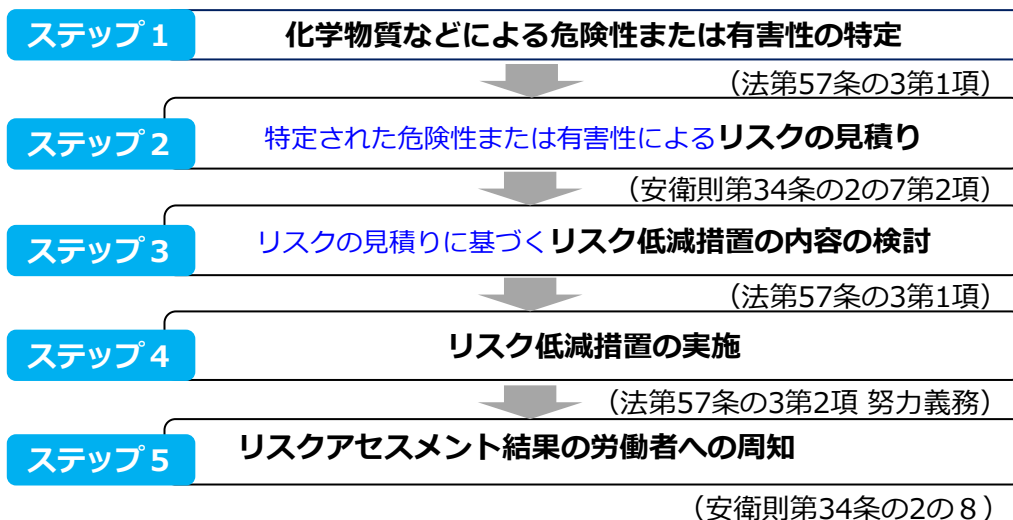 ステップ1 化学物質などによる危険性または有害性の特定
（法第57条の3第1項）
ステップ2 特定された危険性または有害性によるリスクの見積り
（安衛則第34条の2の7第2項）
ステップ3 リスクの見積りに基づくリスク低減措置の内容の検討
（法第57条の3第1項）
ステップ4 リスク低減措置の実施
（法第57条の3第2項 努力義務）
ステップ5 リスクアセスメント結果の労働者への周知
（安衛則第34条の2の８）